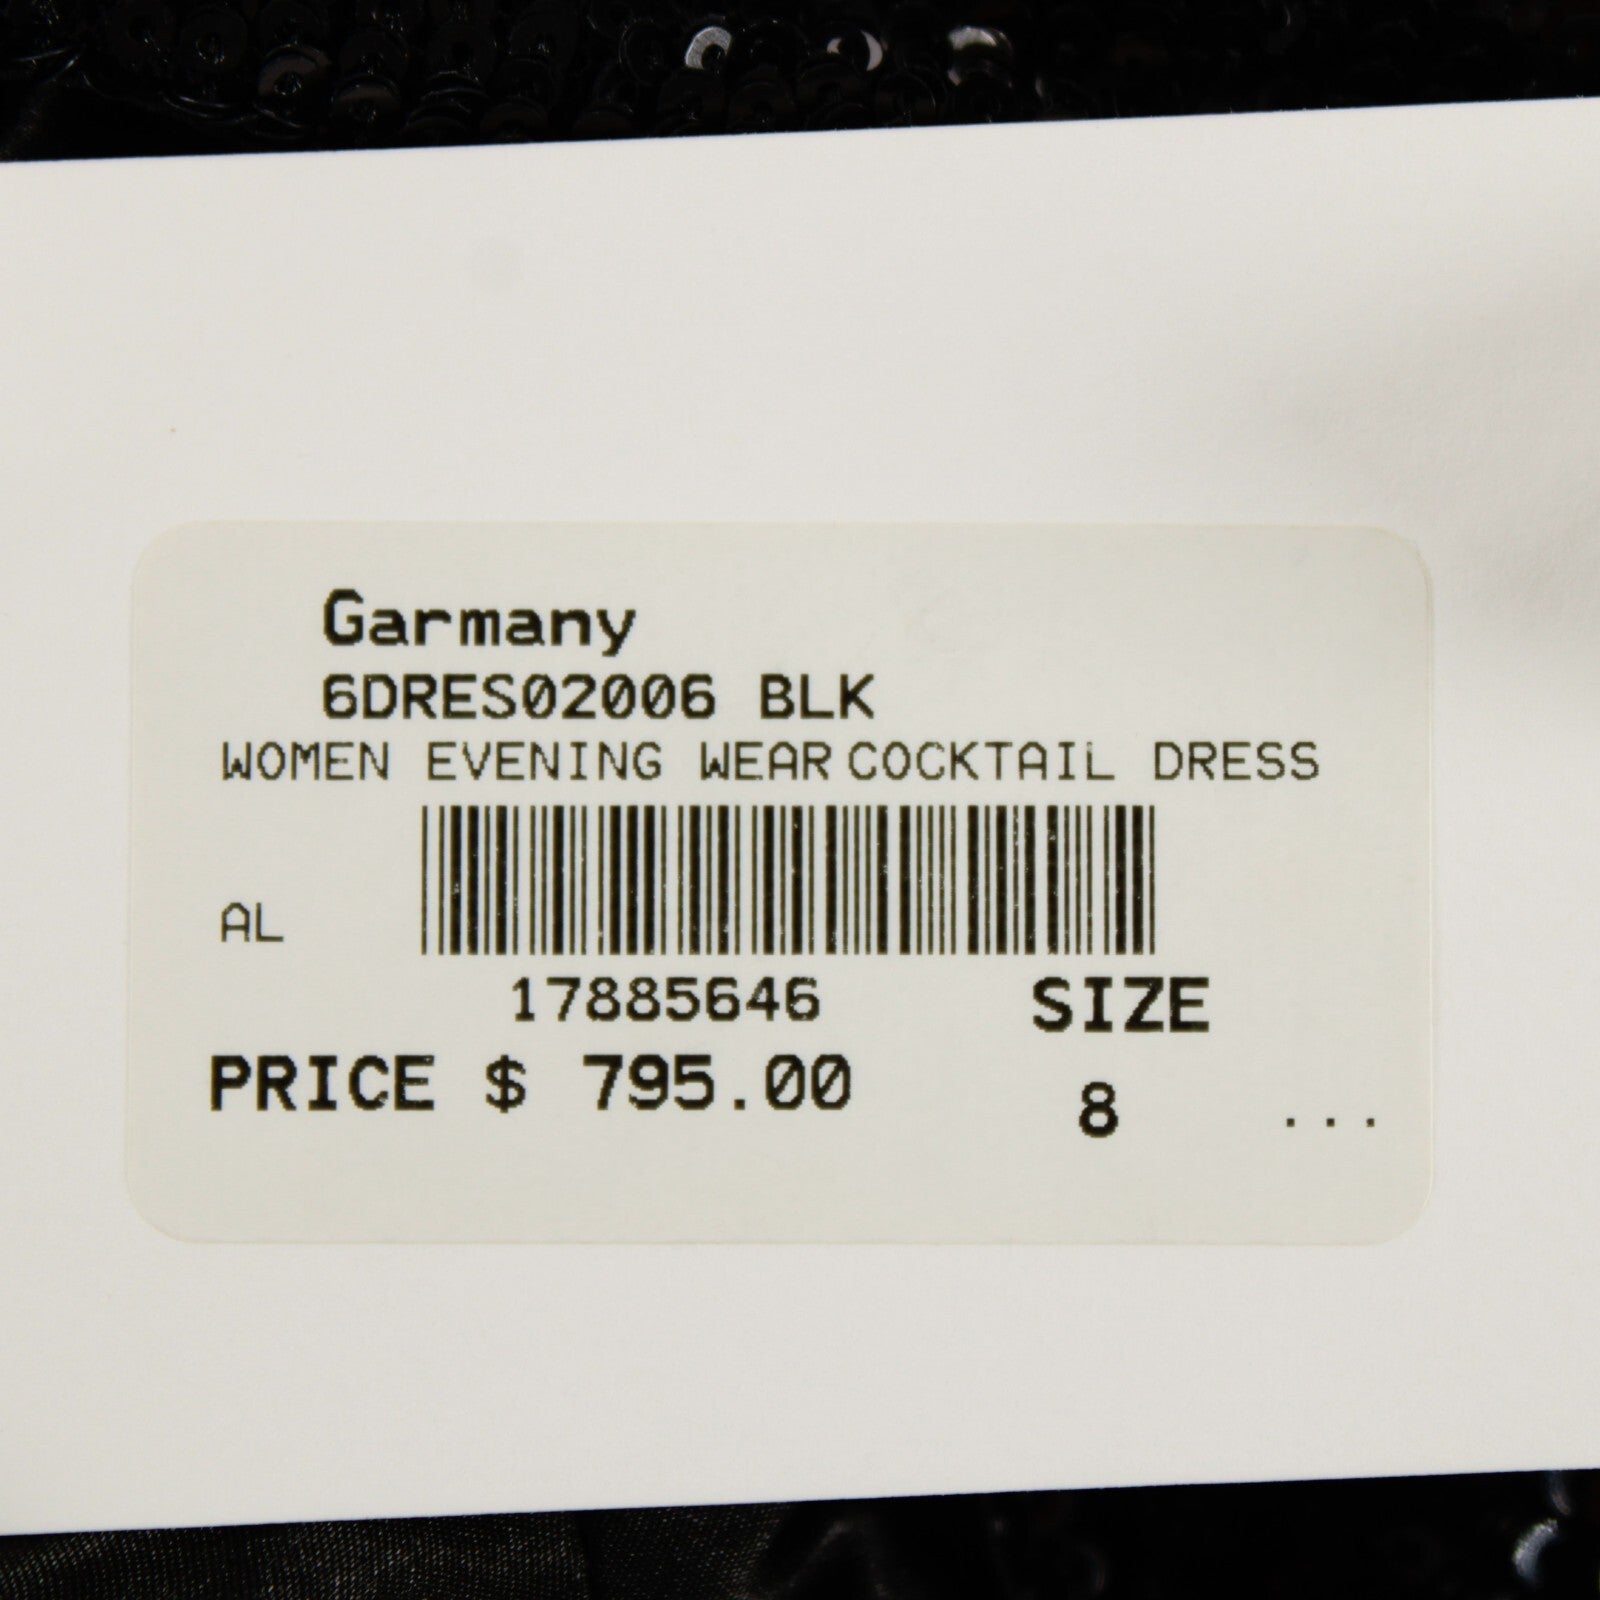 Garmany
6DRES02006 BLK
WOMEN EVENING WEAR COCKTAIL DRESS
AL
17885646
SIZE
PRICE $ 795.00
8
...